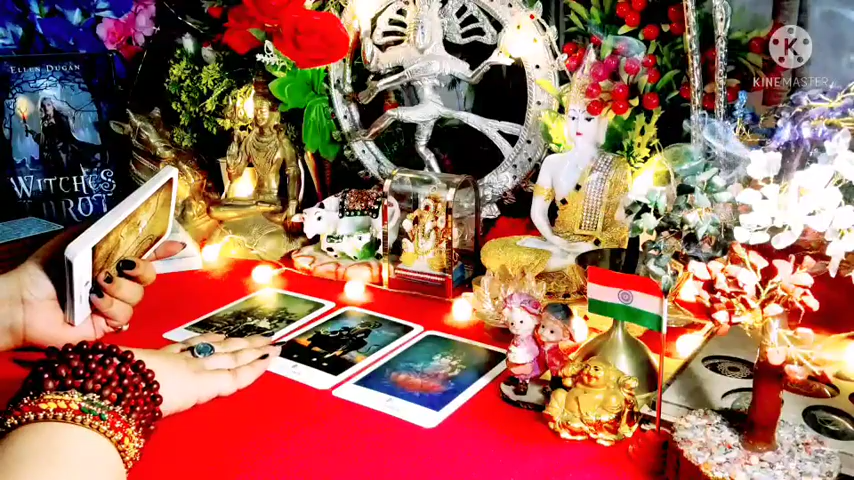 ELLEN DUGAN
WITCHES
TAROT
K
KINEMASTER